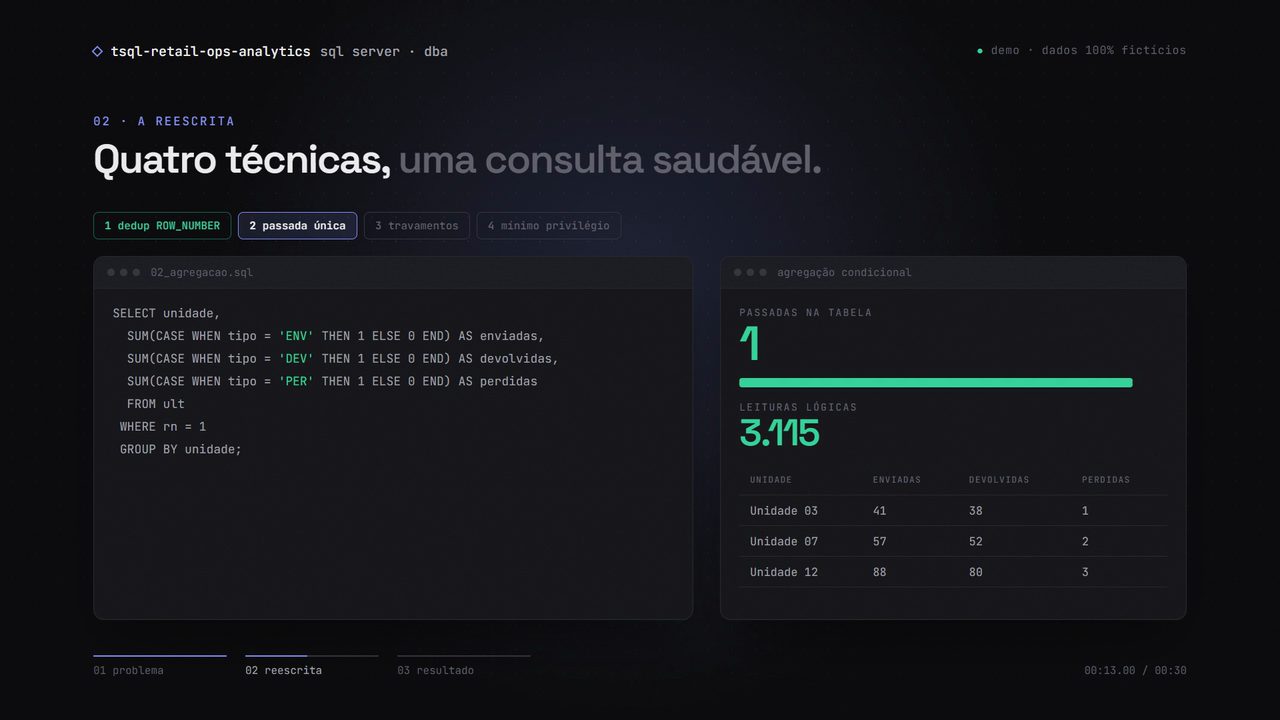 tsql-retail-ops-analytics sql server · dba
demo · dados 100% fictícios
02 · A REESCRITA
Quatro técnicas, uma consulta saudável.
1 dedup ROW_NUMBER
2 passada única
3 travamentos
4 mínimo privilégio
02_agregacao.sql
SELECT unidade,
SUM(CASE WHEN tipo = 'ENV' THEN 1 ELSE 0 END) AS enviadas,
SUM(CASE WHEN tipo = 'DEV' THEN 1 ELSE 0 END) AS devolvidas,
SUM(CASE WHEN tipo = 'PER' THEN 1 ELSE 0 END) AS perdidas
FROM ult
WHERE rn = 1
GROUP BY unidade;
agregação condicional
PASSADAS NA TABELA
1
LEITURAS LÓGICAS
3.115
UNIDADE ENVIADAS DEVOLVIDAS PERDIDAS
Unidade 03 41 38 1
Unidade 07 57 52 2
Unidade 12 88 80 3
01 problema
02 reescrita
03 resultado
00:13.00 / 00:30